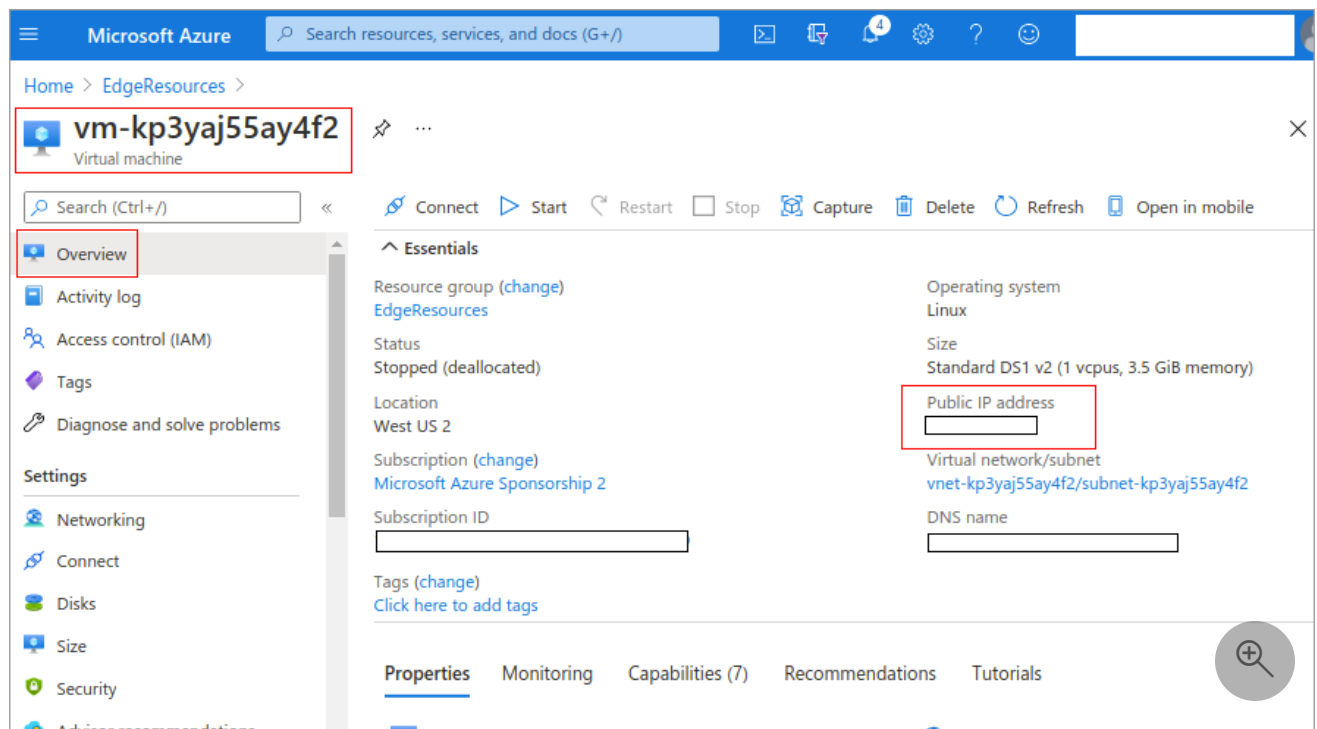 Microsoft Azure
Search resources, services, and docs (G+/)
4
Home > EdgeResources >
vm-kp3yaj55ay4f2
Virtual machine
Search (Ctrl+/)
«
Connect
Start
Restart
Stop
Capture
Delete
Refresh
Open in mobile
Overview
Activity log
Access control (IAM)
Tags
Diagnose and solve problems
Settings
Networking
Connect
Disks
Size
Security
Advisor recommendations
Essentials
Resource group (change)
EdgeResources
Status
Stopped (deallocated)
Location
West US 2
Subscription (change)
Microsoft Azure Sponsorship 2
Subscription ID
Tags (change)
Click here to add tags
Operating system
Linux
Size
Standard DS1 v2 (1 vcpus, 3.5 GiB memory)
Public IP address
Virtual network/subnet
vnet-kp3yaj55ay4f2/subnet-kp3yaj55ay4f2
DNS name
Properties
Monitoring
Capabilities (7)
Recommendations
Tutorials